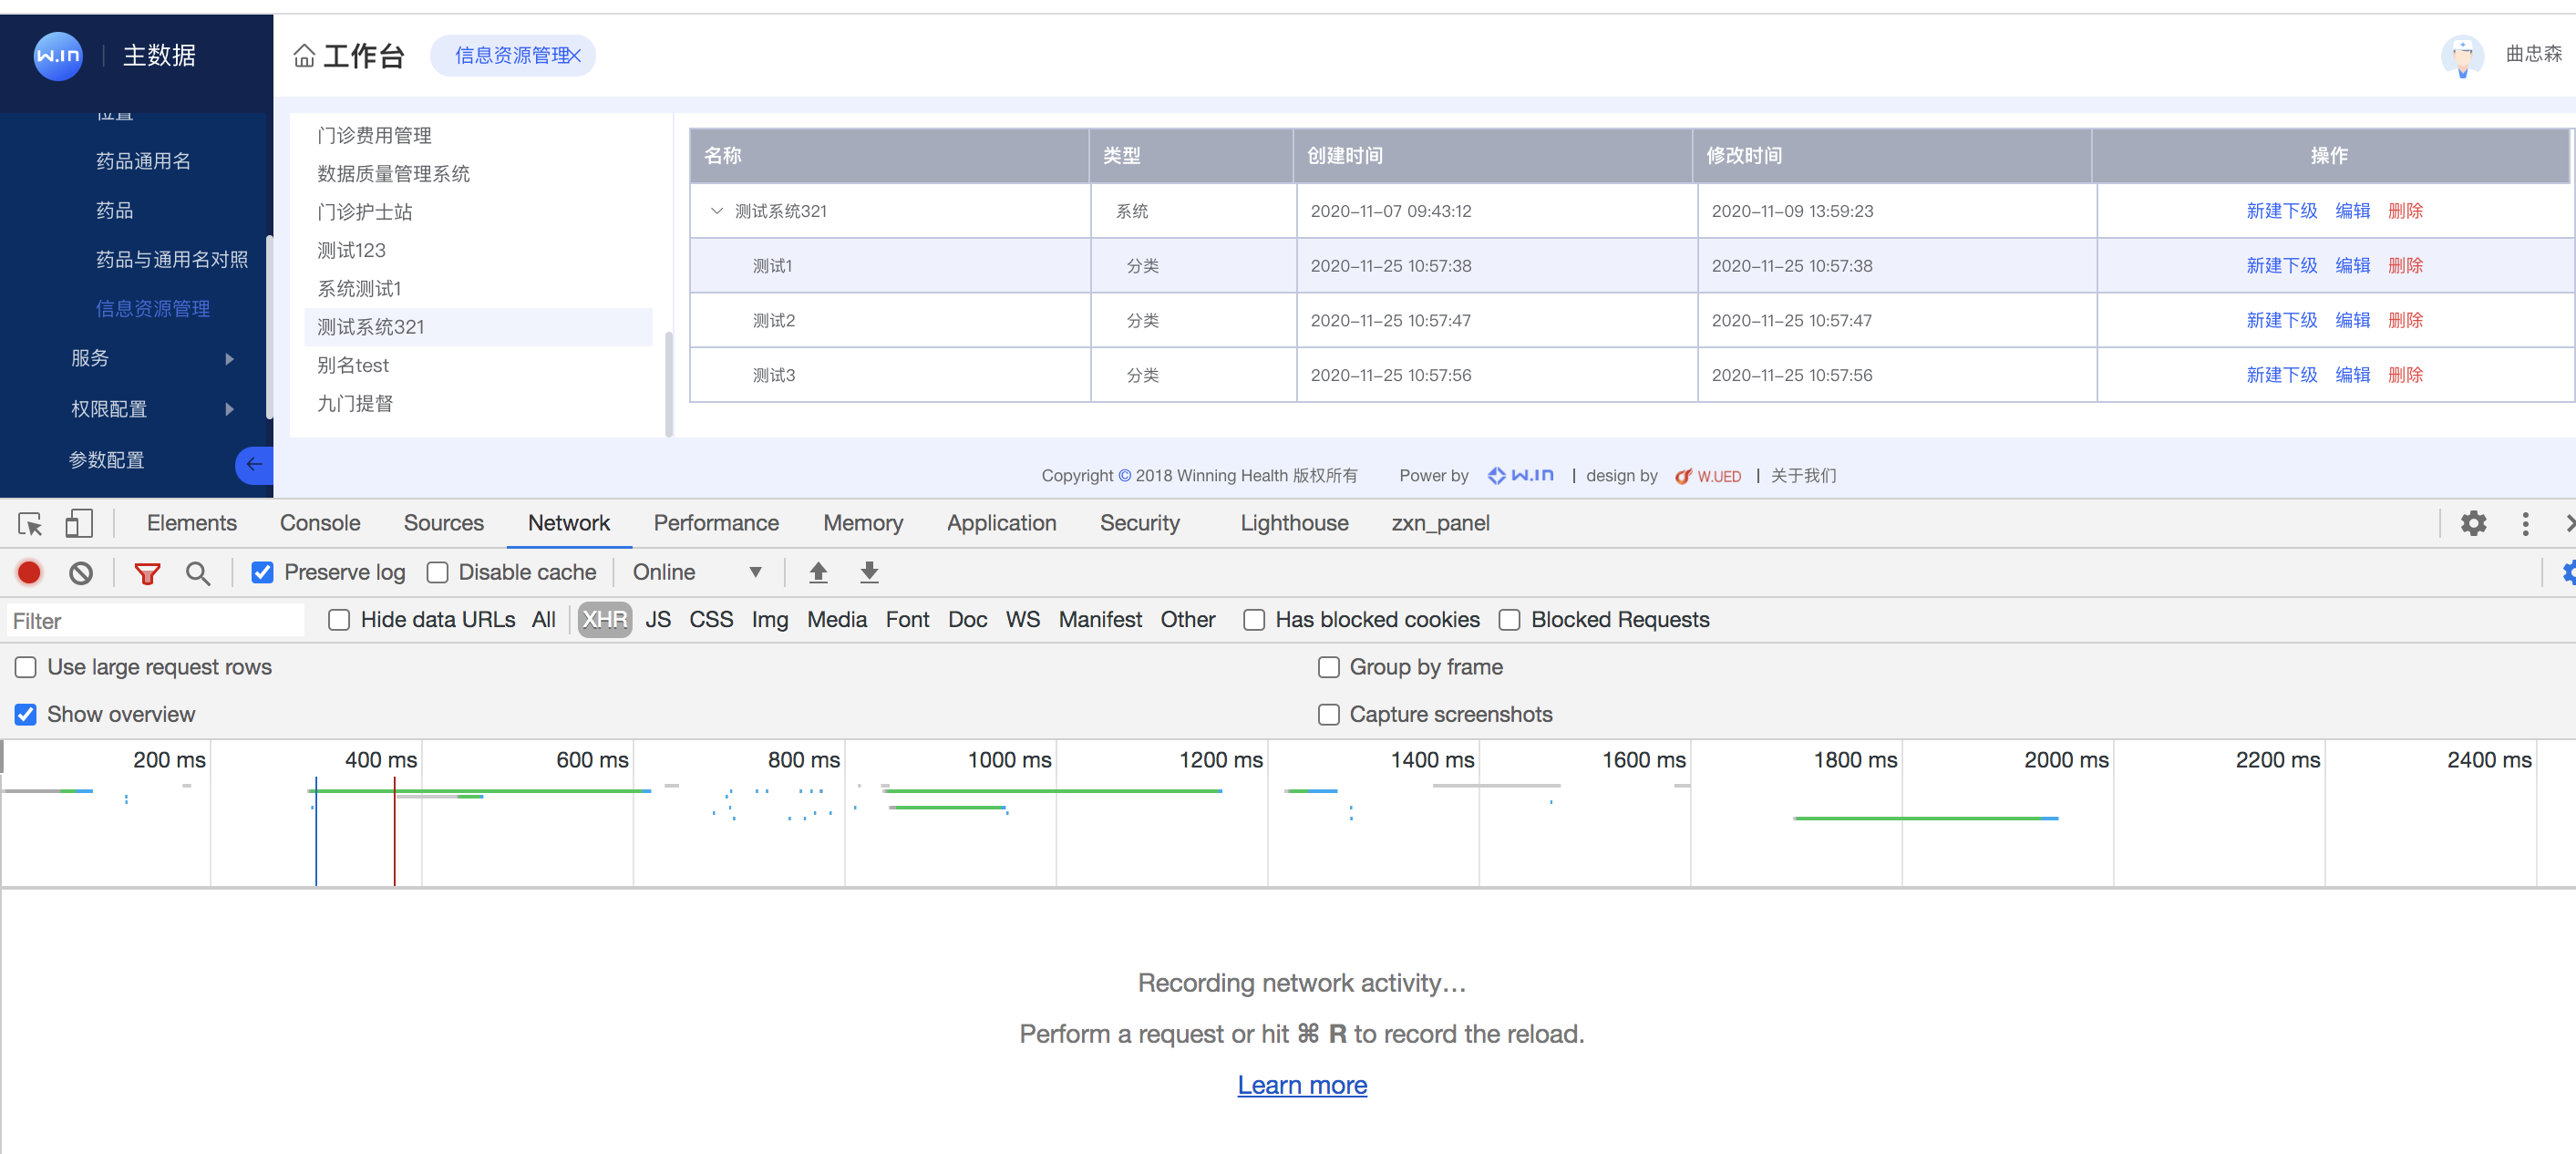 W.In 主数据
工作台 信息资源管理
曲忠森
位置
药品通用名
药品
药品与通用名对照
信息资源管理
服务
权限配置
参数配置
门诊费用管理
数据质量管理系统
门诊护士站
测试123
系统测试1
测试系统321
别名test
九门提督
名称 类型 创建时间 修改时间 操作
测试系统321 系统 2020-11-07 09:43:12 2020-11-09 13:59:23 新建下级 编辑 删除
测试1 分类 2020-11-25 10:57:38 2020-11-25 10:57:38 新建下级 编辑 删除
测试2 分类 2020-11-25 10:57:47 2020-11-25 10:57:47 新建下级 编辑 删除
测试3 分类 2020-11-25 10:57:56 2020-11-25 10:57:56 新建下级 编辑 删除
Copyright © 2018 Winning Health 版权所有 Power by W.In | design by W.UED | 关于我们
Elements Console Sources Network Performance Memory Application Security Lighthouse zxn_panel
Preserve log Disable cache Online
Filter Hide data URLs All XHR JS CSS Img Media Font Doc WS Manifest Other Has blocked cookies Blocked Requests
Use large request rows Group by frame
Show overview Capture screenshots
200 ms 400 ms 600 ms 800 ms 1000 ms 1200 ms 1400 ms 1600 ms 1800 ms 2000 ms 2200 ms 2400 ms
Recording network activity…
Perform a request or hit ⌘ R to record the reload.
Learn more